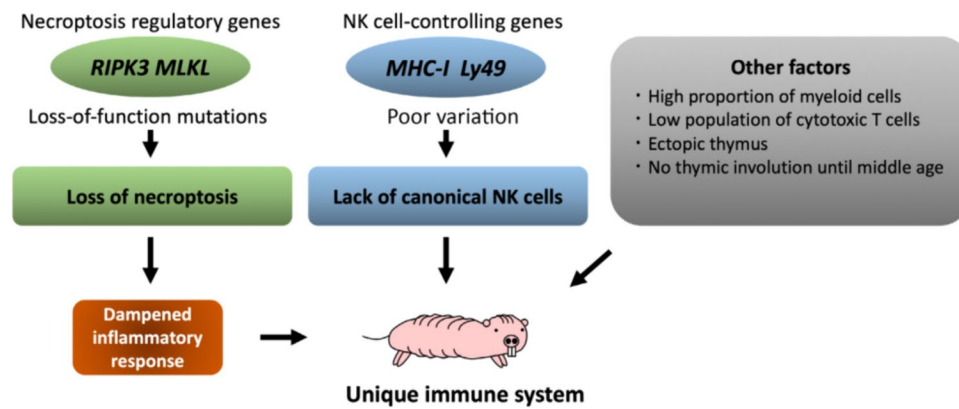 Necroptosis regulatory genes
RIPK3 MLKL
Loss-of-function mutations
Loss of necroptosis
Dampened
inflammatory
response
NK cell-controlling genes
MHC-I Ly49
Poor variation
Lack of canonical NK cells
Other factors
・High proportion of myeloid cells
・Low population of cytotoxic T cells
・Ectopic thymus
・No thymic involution until middle age
Unique immune system